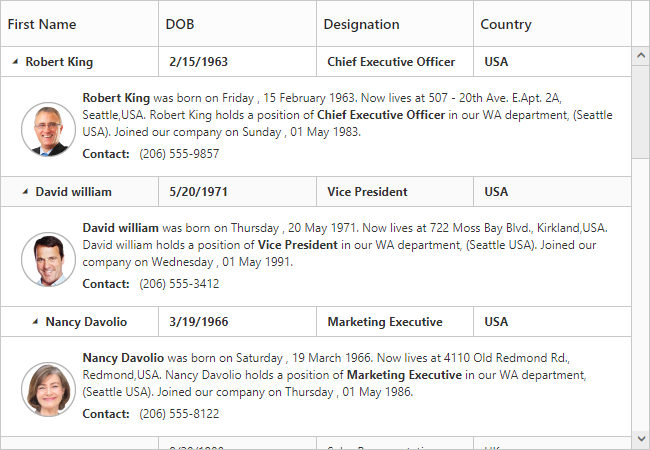 First Name DOB Designation Country
Robert King 2/15/1963 Chief Executive Officer USA
Robert King was born on Friday , 15 February 1963. Now lives at 507 - 20th Ave. E.Apt. 2A,
Seattle,USA. Robert King holds a position of Chief Executive Officer in our WA department, (Seattle
USA). Joined our company on Sunday , 01 May 1983.
Contact: (206) 555-9857
David william 5/20/1971 Vice President USA
David william was born on Thursday , 20 May 1971. Now lives at 722 Moss Bay Blvd., Kirkland,USA.
David william holds a position of Vice President in our WA department, (Seattle USA). Joined our
company on Wednesday , 01 May 1991.
Contact: (206) 555-3412
Nancy Davolio 3/19/1966 Marketing Executive USA
Nancy Davolio was born on Saturday , 19 March 1966. Now lives at 4110 Old Redmond Rd.,
Redmond,USA. Nancy Davolio holds a position of Marketing Executive in our WA department,
(Seattle USA). Joined our company on Thursday , 01 May 1986.
Contact: (206) 555-8122